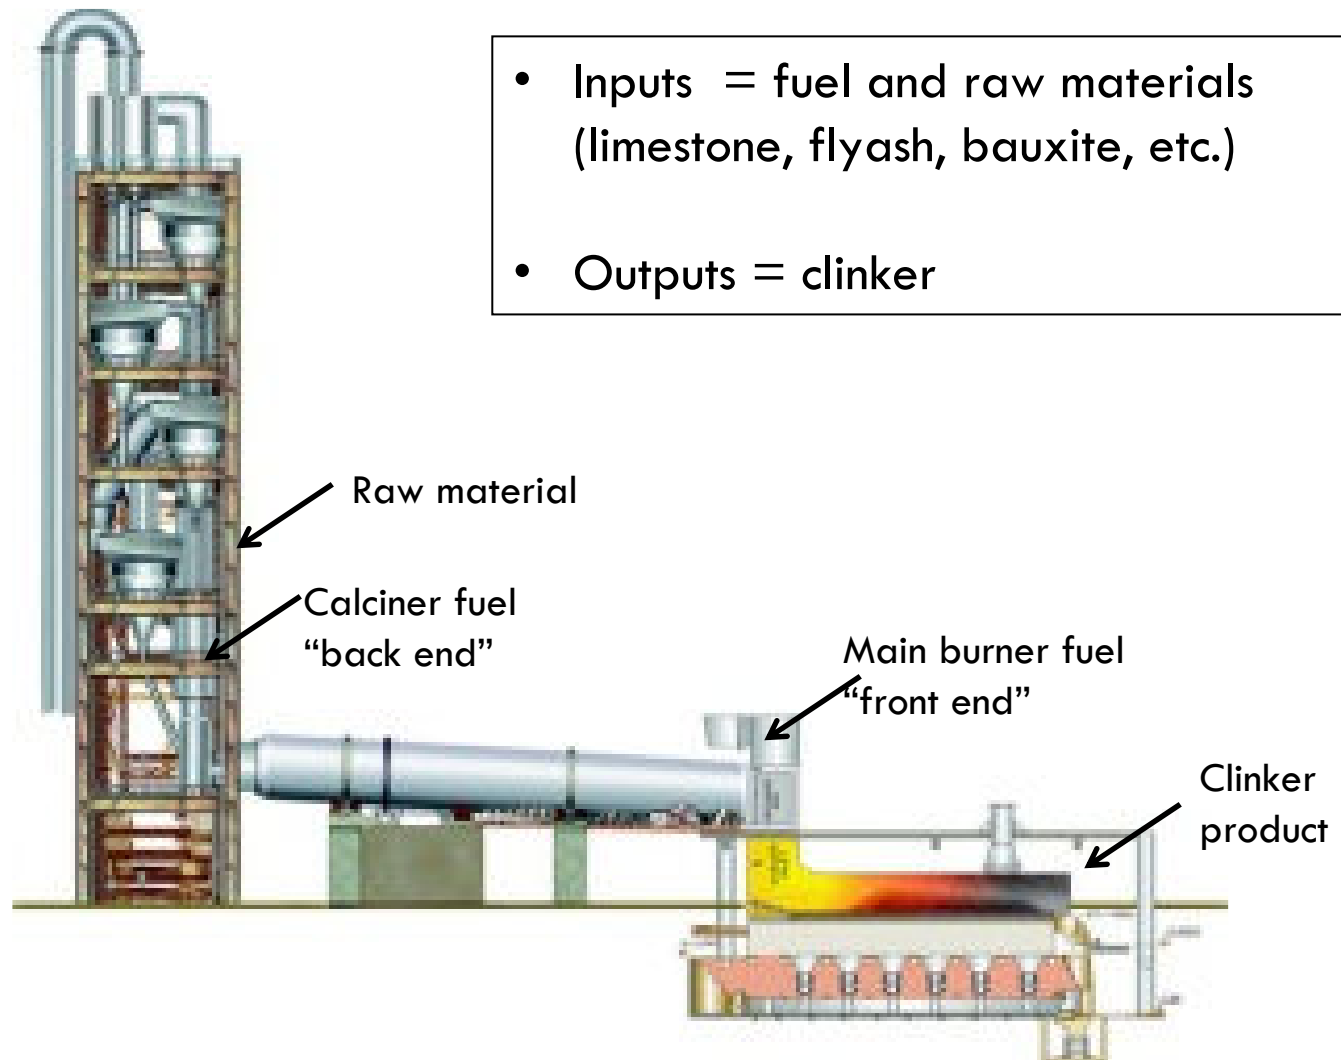 • Inputs = fuel and raw materials
(limestone, flyash, bauxite, etc.)
• Outputs = clinker
Raw material
Calciner fuel
“back end”
Main burner fuel
“front end”
Clinker
product